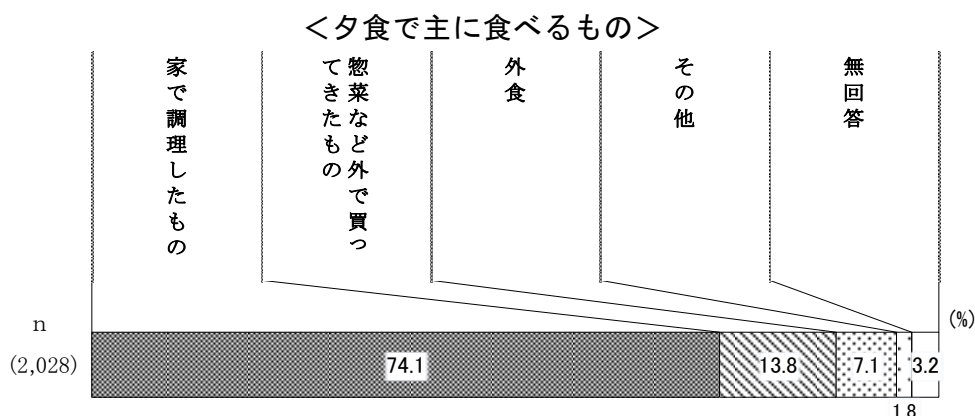 ＜夕食で主に食べるもの＞
家で調理したもの
惣菜など外で買っ
てきたもの
外食
その他
無回答
(%)
n
(2,028)
74.1
13.8
7.1
3.2
1.8